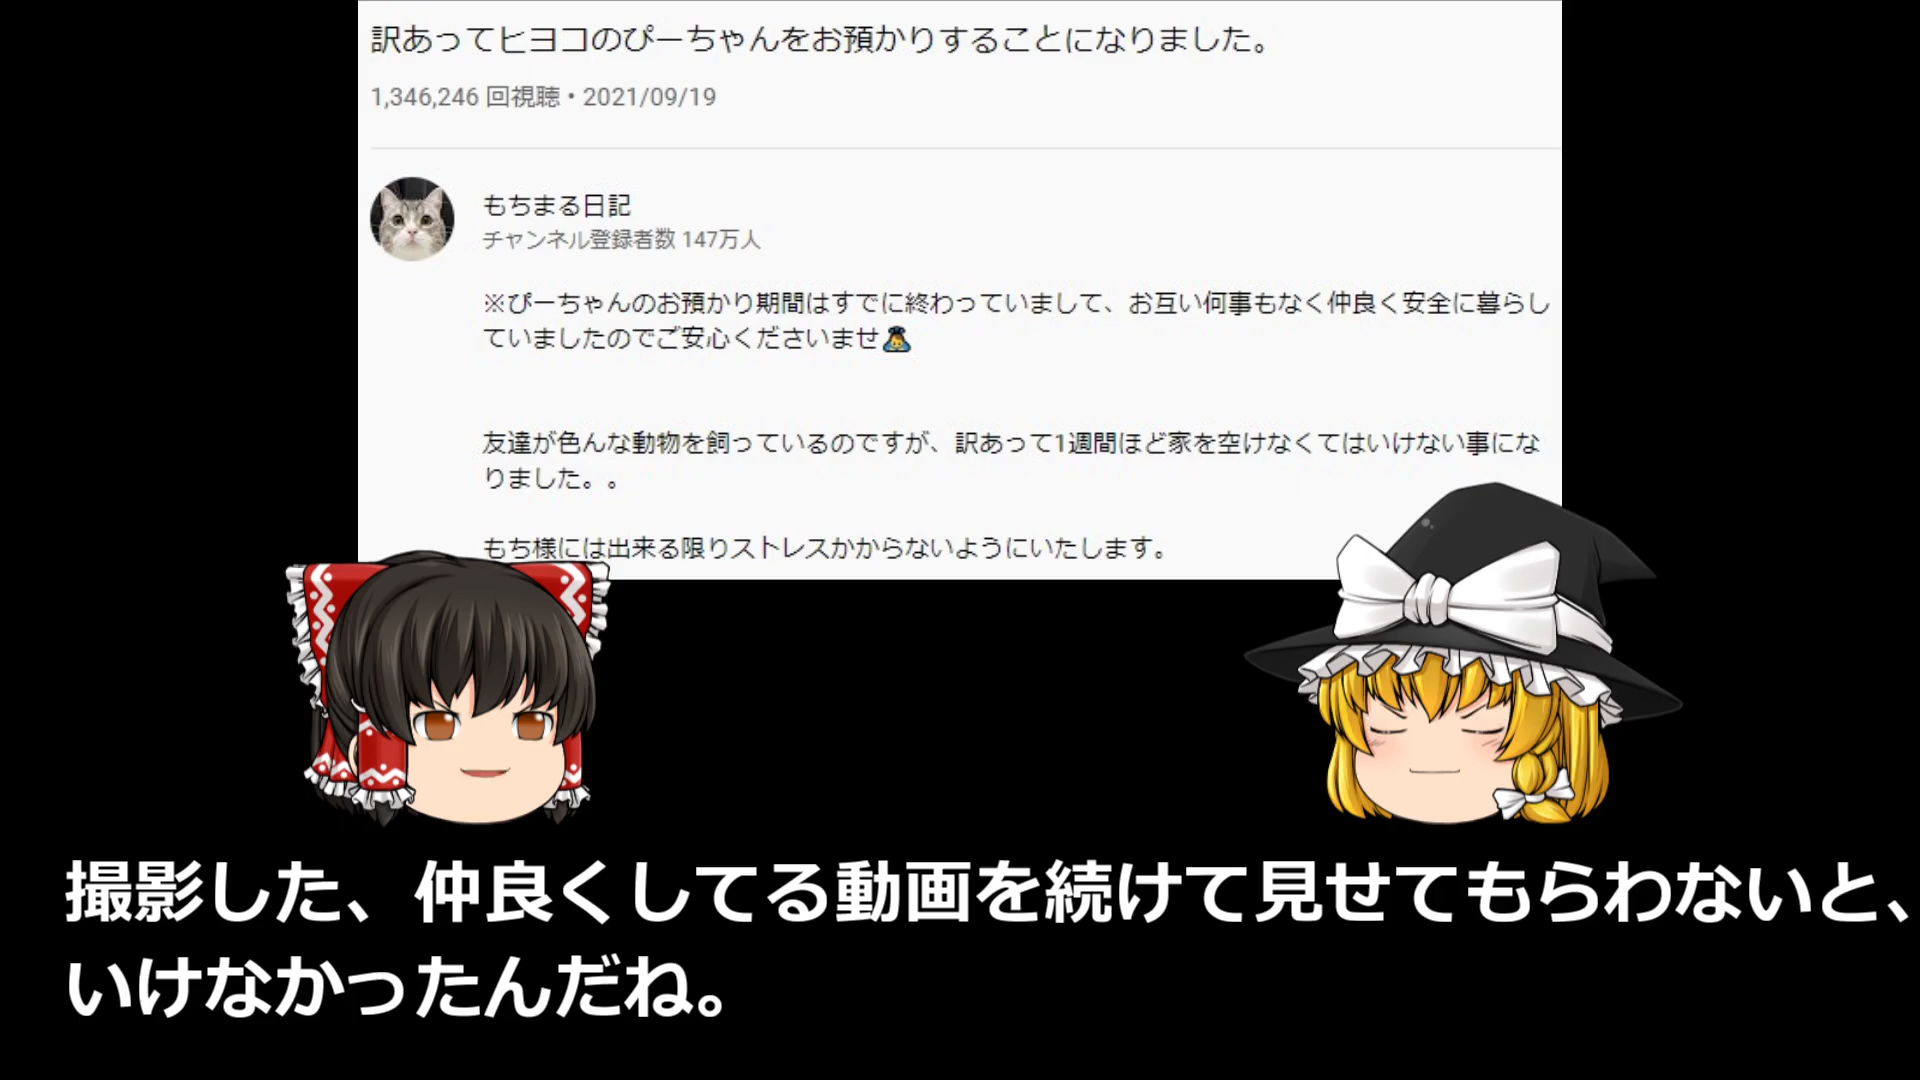 訳あってヒヨコのぴーちゃんをお預かりすることになりました。
1,346,246 回視聴・2021/09/19
もちまる日記
チャンネル登録者数 147万人
※ぴーちゃんのお預かり期間はすでに終わっていまして、お互い何事もなく仲良く安全に暮らし
ていましたのでご安心くださいませ🙇
友達が色んな動物を飼っているのですが、訳あって1週間ほど家を空けなくてはいけない事にな
りました。。
もち様には出来る限りストレスかからないようにいたします。
撮影した、仲良くしてる動画を続けて見せてもらわないと、
いけなかったんだね。